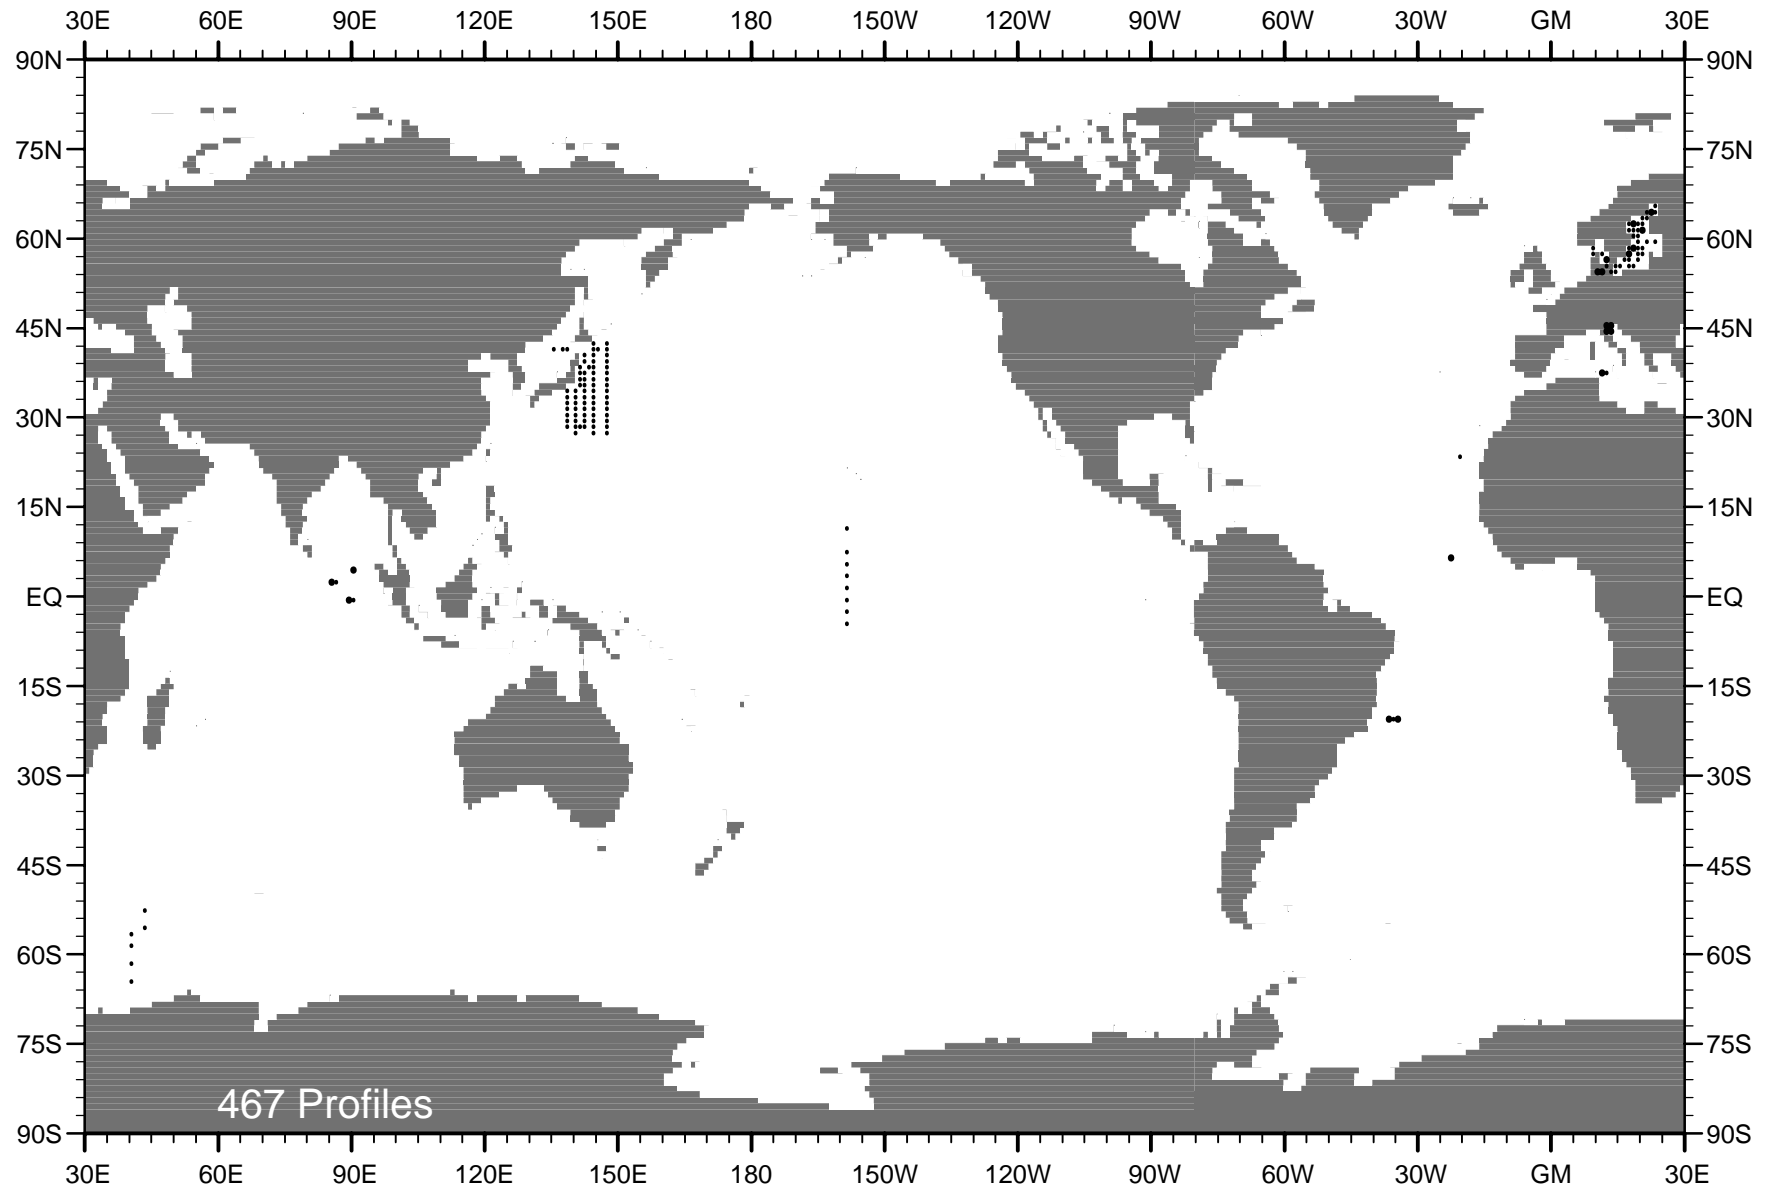 30E 60E 90E 120E 150E 180 150W 120W 90W 60W 30W GM 30E
90N 90N
75N 75N
60N 60N
45N 45N
30N 30N
15N 15N
EQ EQ
15S 15S
30S 30S
45S 45S
60S 60S
75S 75S
467 Profiles
90S 90S
30E 60E 90E 120E 150E 180 150W 120W 90W 60W 30W GM 30E